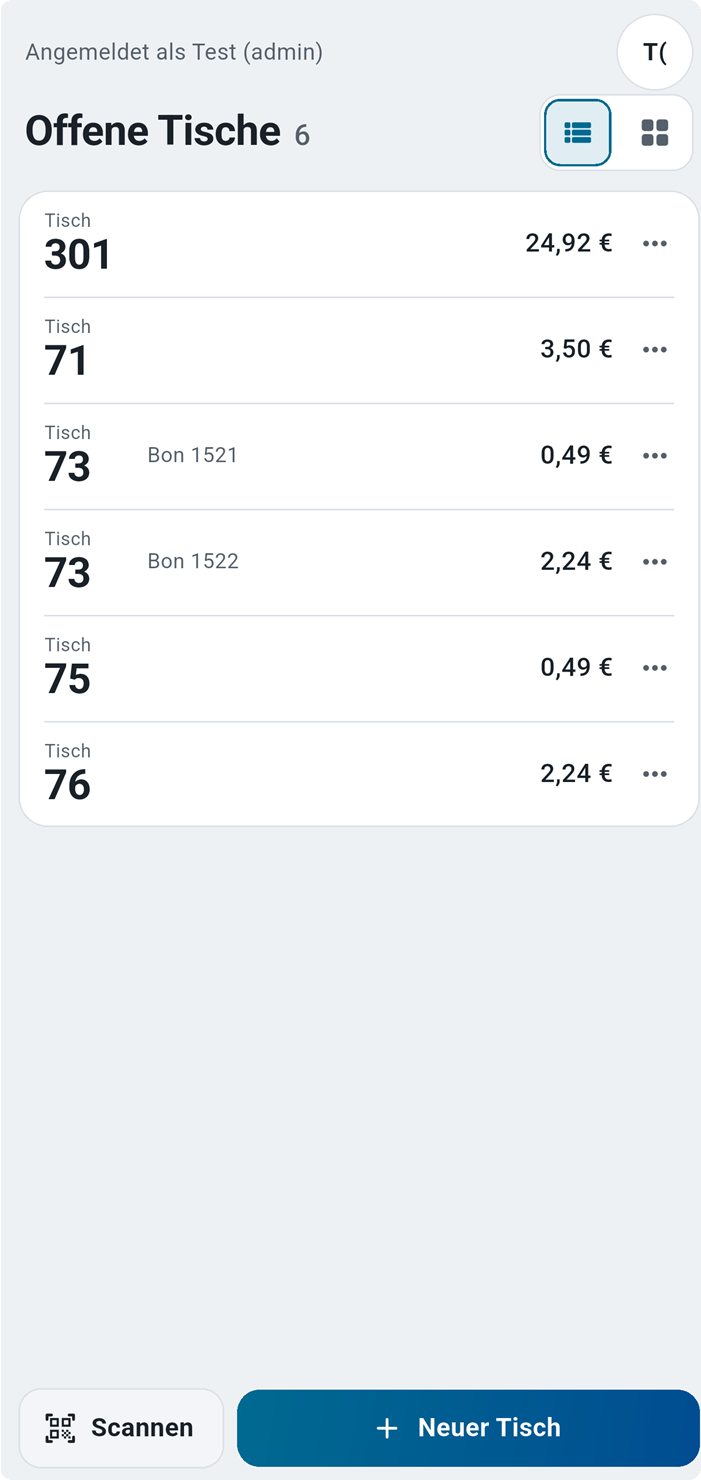 Angemeldet als Test (admin)
T(
Offene Tische 6
Tisch
301
24,92 €
Tisch
71
3,50 €
Tisch
73
Bon 1521
0,49 €
Tisch
73
Bon 1522
2,24 €
Tisch
75
0,49 €
Tisch
76
2,24 €
Scannen
+ Neuer Tisch